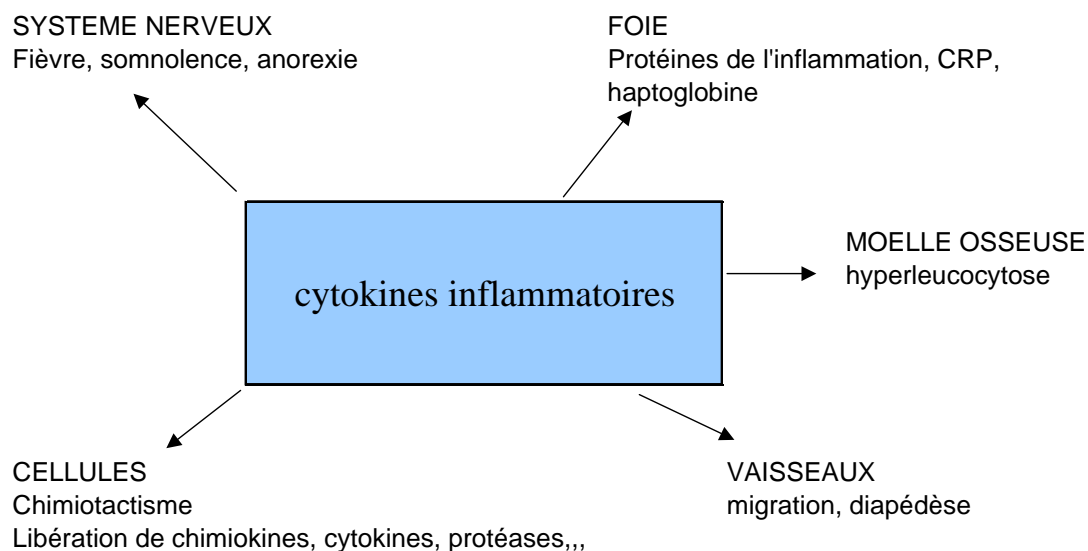 SYSTEME NERVEUX
Fièvre, somnolence, anorexie
FOIE
Protéines de l'inflammation, CRP,
haptoglobine
MOELLE OSSEUSE
hyperleucocytose
cytokines inflammatoires
CELLULES
Chimiotactisme
Libération de chimiokines, cytokines, protéases,,,
VAISSEAUX
migration, diapédèse